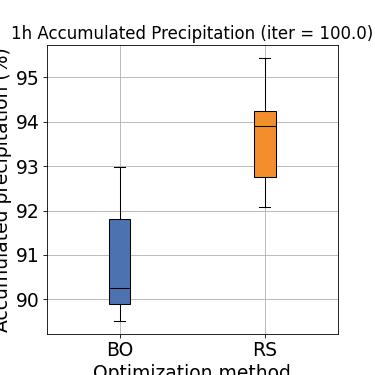 1h Accumulated Precipitation (iter = 100.0)
Accumulated precipitation (%)
95
94
93
92
91
90
BO RS
Optimization method